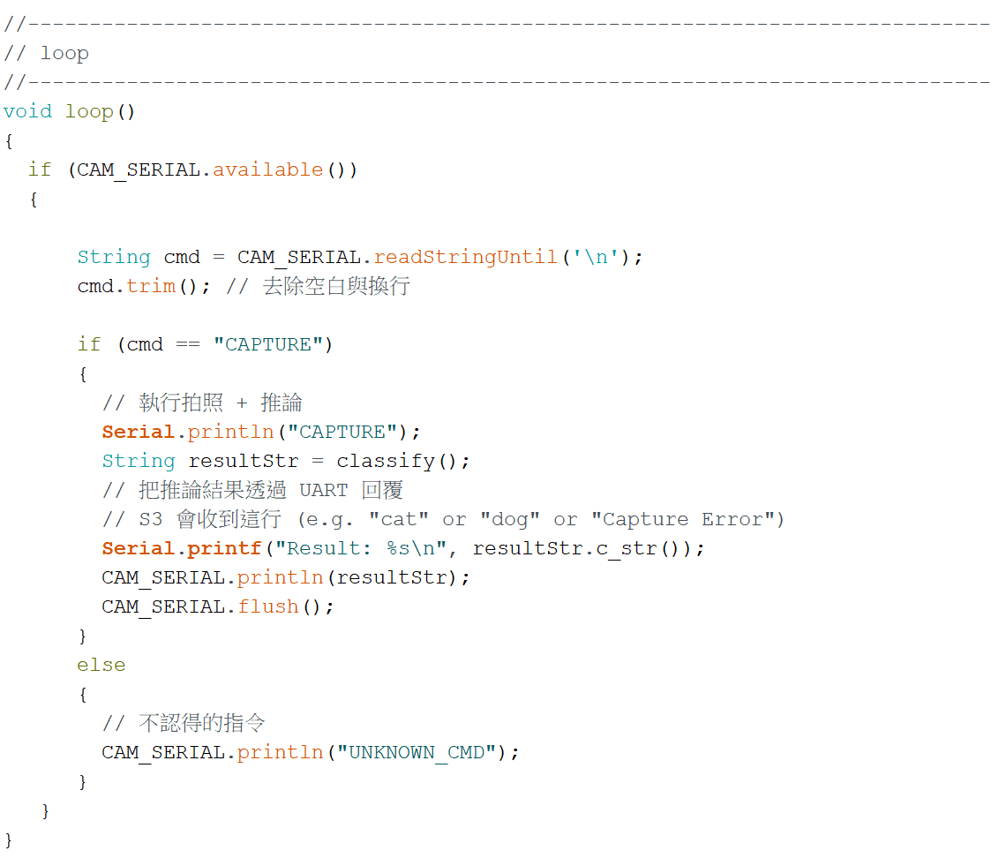 //------------------------------------------------------------------------------
// loop
//------------------------------------------------------------------------------
void loop()
{
  if (CAM_SERIAL.available())
  {

      String cmd = CAM_SERIAL.readStringUntil('\n');
      cmd.trim(); // 去除空白與換行

      if (cmd == "CAPTURE")
      {
        // 執行拍照 + 推論
        Serial.println("CAPTURE");
        String resultStr = classify();
        // 把推論結果透過 UART 回覆
        // S3 會收到這行 (e.g. "cat" or "dog" or "Capture Error")
        Serial.printf("Result: %s\n", resultStr.c_str());
        CAM_SERIAL.println(resultStr);
        CAM_SERIAL.flush();
      }
      else
      {
        // 不認得的指令
        CAM_SERIAL.println("UNKNOWN_CMD");
      }
   }
}